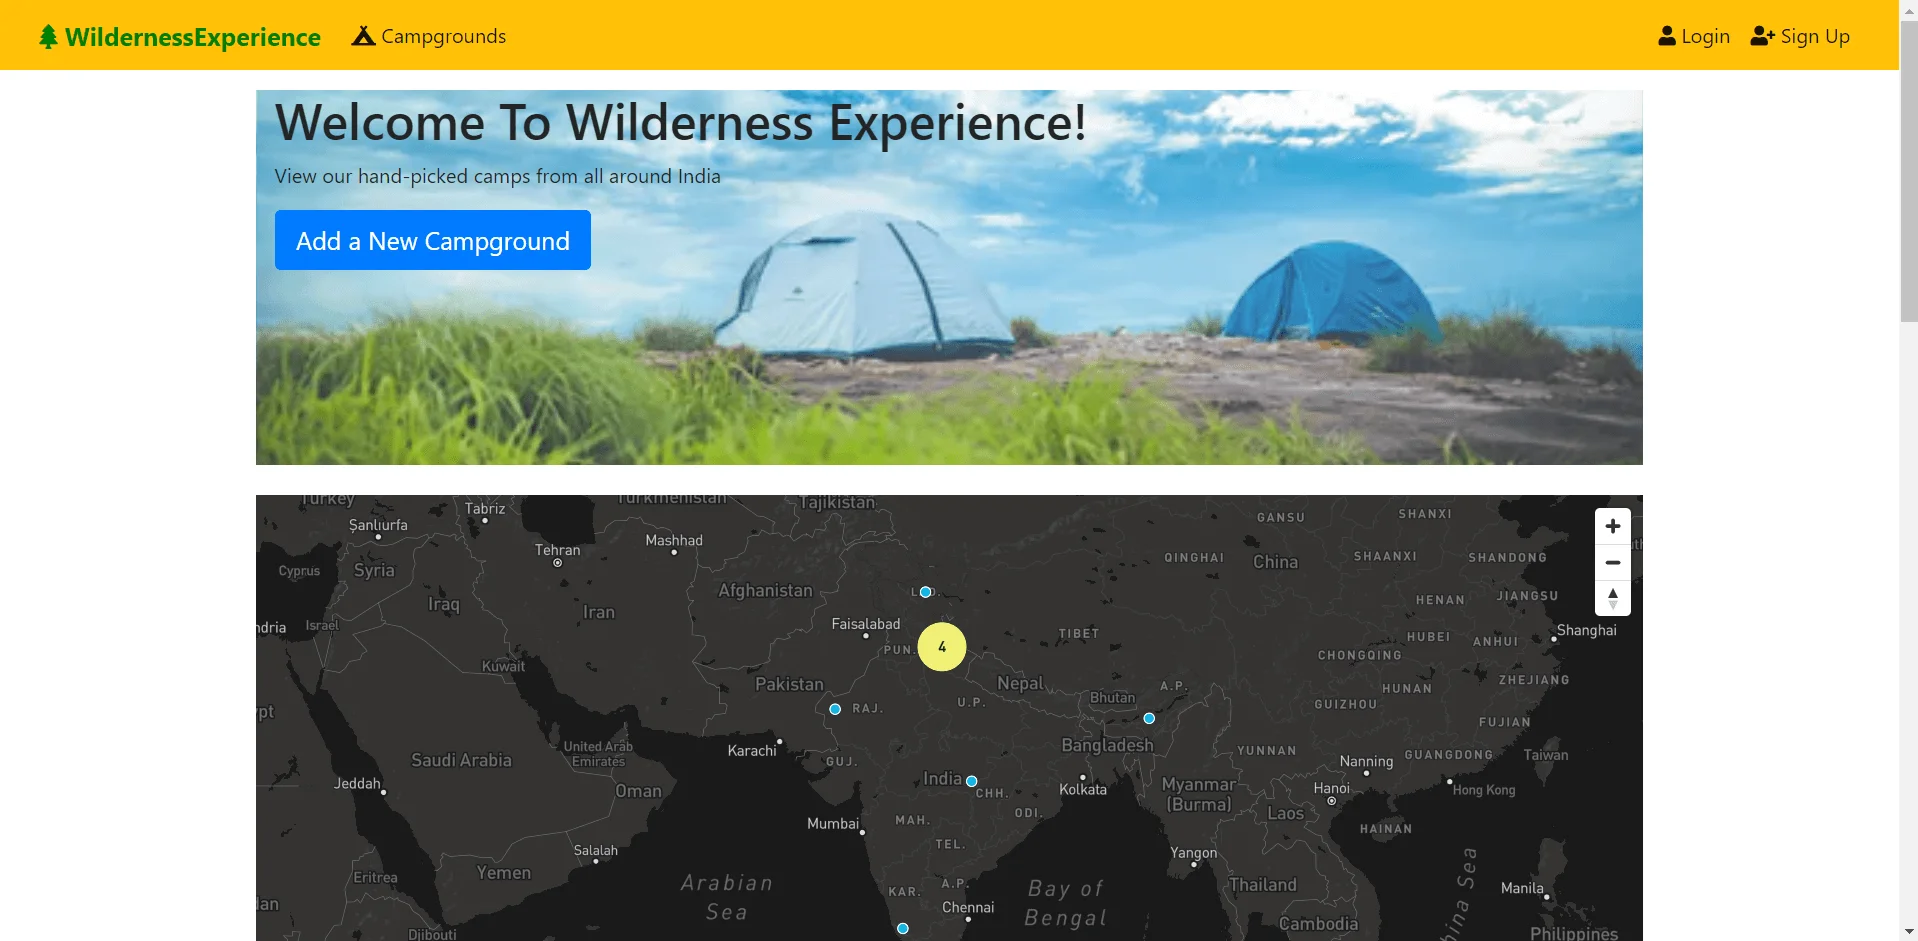 WildernessExperience
Campgrounds
Login
Sign Up
Welcome To Wilderness Experience!
View our hand-picked camps from all around India
Add a New Campground
Turkey
Tabriz
Turkmenistan
Tajikistan
GANSU
SHANXI
Şanlıurfa
Tehran
Mashhad
QINGHAI
China
SHAANXI
SHANDONG
Cyprus
Syria
Afghanistan
Iraq
Iran
HENAN
JIANGSU
Israel
Faisalabad
4
PUN.
TIBET
HUBEI
ANHUI
Shanghai
CHONGQING
Kuwait
Pakistan
Nepal
Bhutan
A.P.
HUNAN
ZHEJIANG
RAJ.
U.P.
GUIZHOU
FUJIAN
Karachi
Bangladesh
YUNNAN
GUANGDONG
Taiwan
Saudi Arabia
United Arab
Emirates
GUJ.
Nanning
Jeddah
Oman
India
CHH.
Kolkata
Myanmar
(Burma)
Hanoi
Hong Kong
Mumbai
MAH.
ODI.
Laos
HAINAN
Salalah
TEL.
Yangon
Eritrea
Yemen
Arabian
Sea
KAR.
A.P.
Bay of
Bengal
Thailand
Manila
Chennai
Cambodia
Djibouti
Philippines